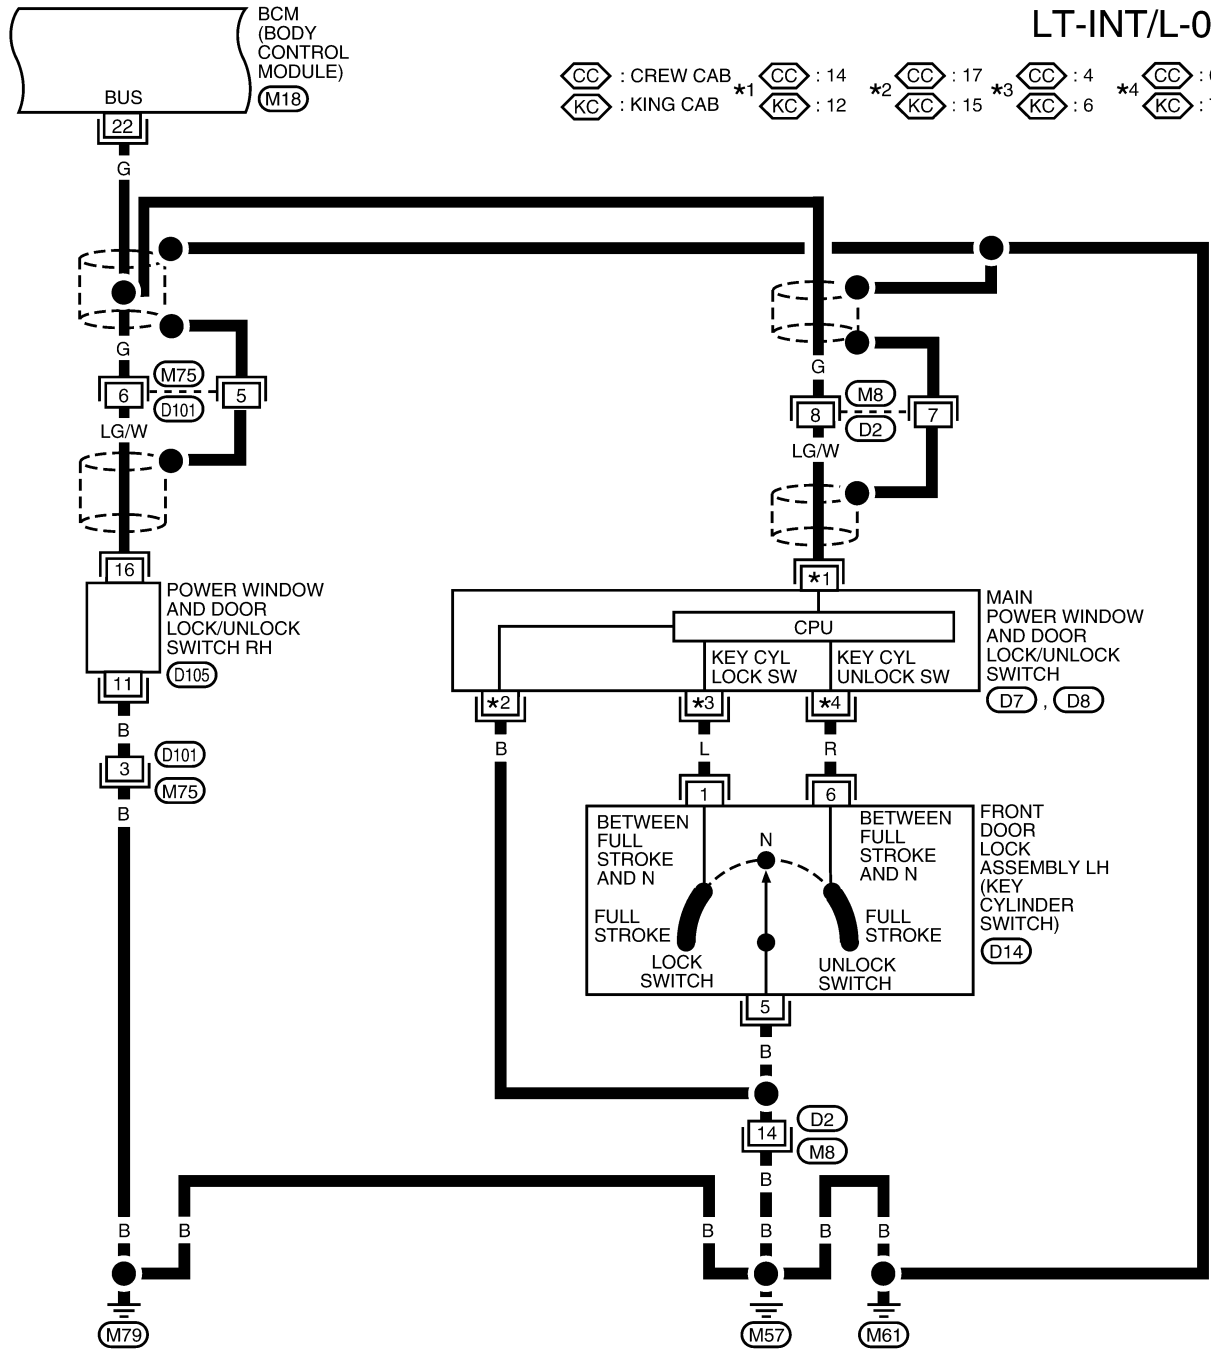 LT-INT/L-0
BCM
(BODY
CONTROL
MODULE)
M18
BUS
22
CC : CREW CAB
KC : KING CAB
*1 CC : 14
KC : 12
*2 CC : 17
KC : 15
*3 CC : 4
KC : 6
*4 CC :
KC :
G
G
M75
6
5
D101
LG/W
16
POWER WINDOW
AND DOOR
LOCK/UNLOCK
SWITCH RH
D105
11
B
D101
3
M75
B
G
M8
8
7
D2
LG/W
*1
CPU
KEY CYL
LOCK SW
KEY CYL
UNLOCK SW
MAIN
POWER WINDOW
AND DOOR
LOCK/UNLOCK
SWITCH
D7 , D8
*2
*3
*4
B
L
R
1
6
BETWEEN
FULL
STROKE
AND N
N
BETWEEN
FULL
STROKE
AND N
FULL
STROKE
FULL
STROKE
LOCK
SWITCH
UNLOCK
SWITCH
FRONT
DOOR
LOCK
ASSEMBLY LH
(KEY
CYLINDER
SWITCH)
D14
5
B
D2
14
M8
B
B
B
B
B
B
B
M79
M57
M61